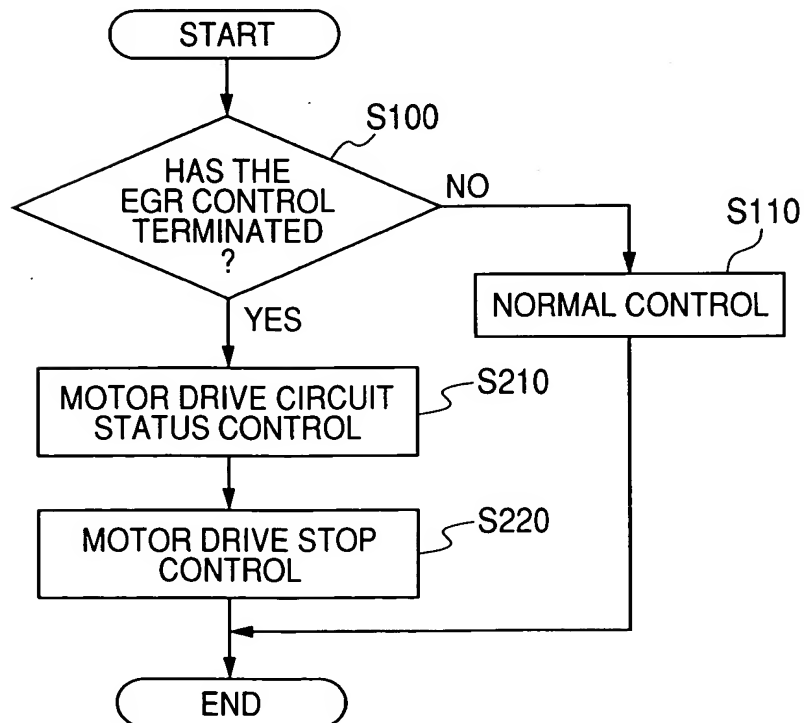 START
S100
HAS THE
EGR CONTROL
TERMINATED
?
NO
S110
NORMAL CONTROL
YES
MOTOR DRIVE CIRCUIT
STATUS CONTROL
S210
MOTOR DRIVE STOP
CONTROL
S220
END